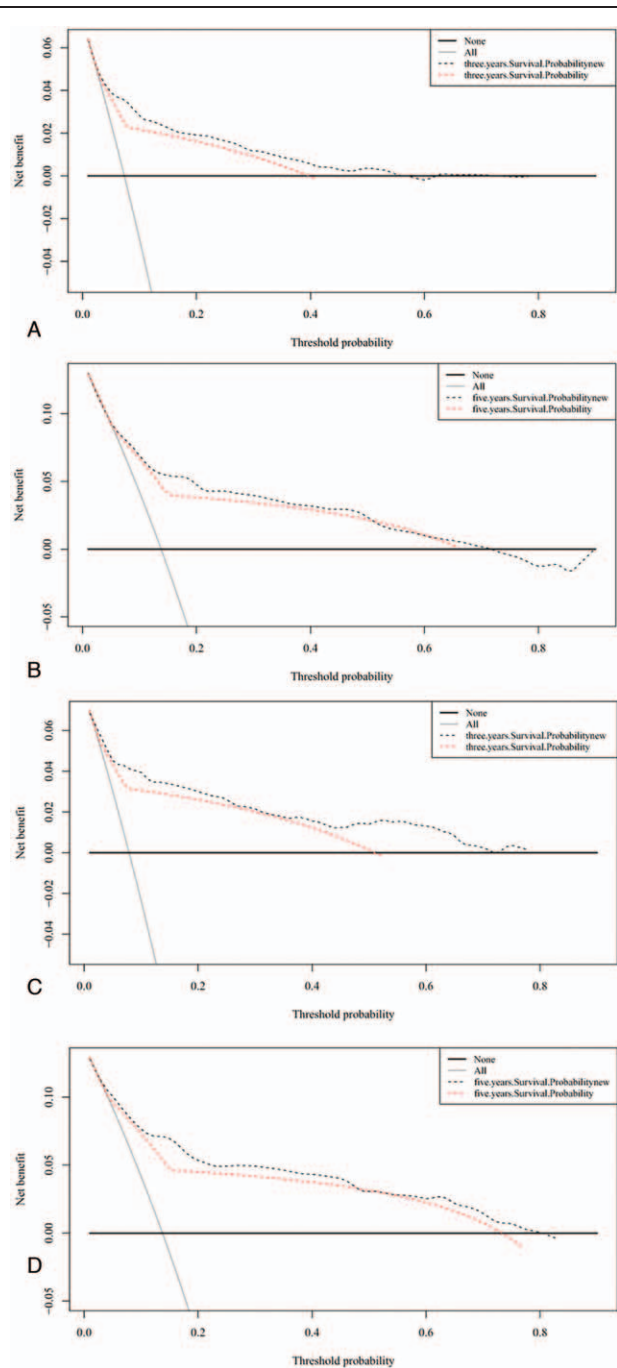 None
All
three.years.Survival.Probabilitynew
three.years.Survival.Probability
Net benefit
0.06
0.04
0.02
0.00
−0.02
−0.04
0.0 0.2 0.4 0.6 0.8
A
Threshold probability
None
All
five.years.Survival.Probabilitynew
five.years.Survival.Probability
Net benefit
0.10
0.05
0.00
−0.05
0.0 0.2 0.4 0.6 0.8
B
Threshold probability
None
All
three.years.Survival.Probabilitynew
three.years.Survival.Probability
Net benefit
0.06
0.04
0.02
0.00
−0.02
−0.04
0.0 0.2 0.4 0.6 0.8
C
Threshold probability
None
All
five.years.Survival.Probabilitynew
five.years.Survival.Probability
Net benefit
0.10
0.05
0.00
−0.05
D
0.0 0.2 0.4 0.6 0.8
Threshold probability